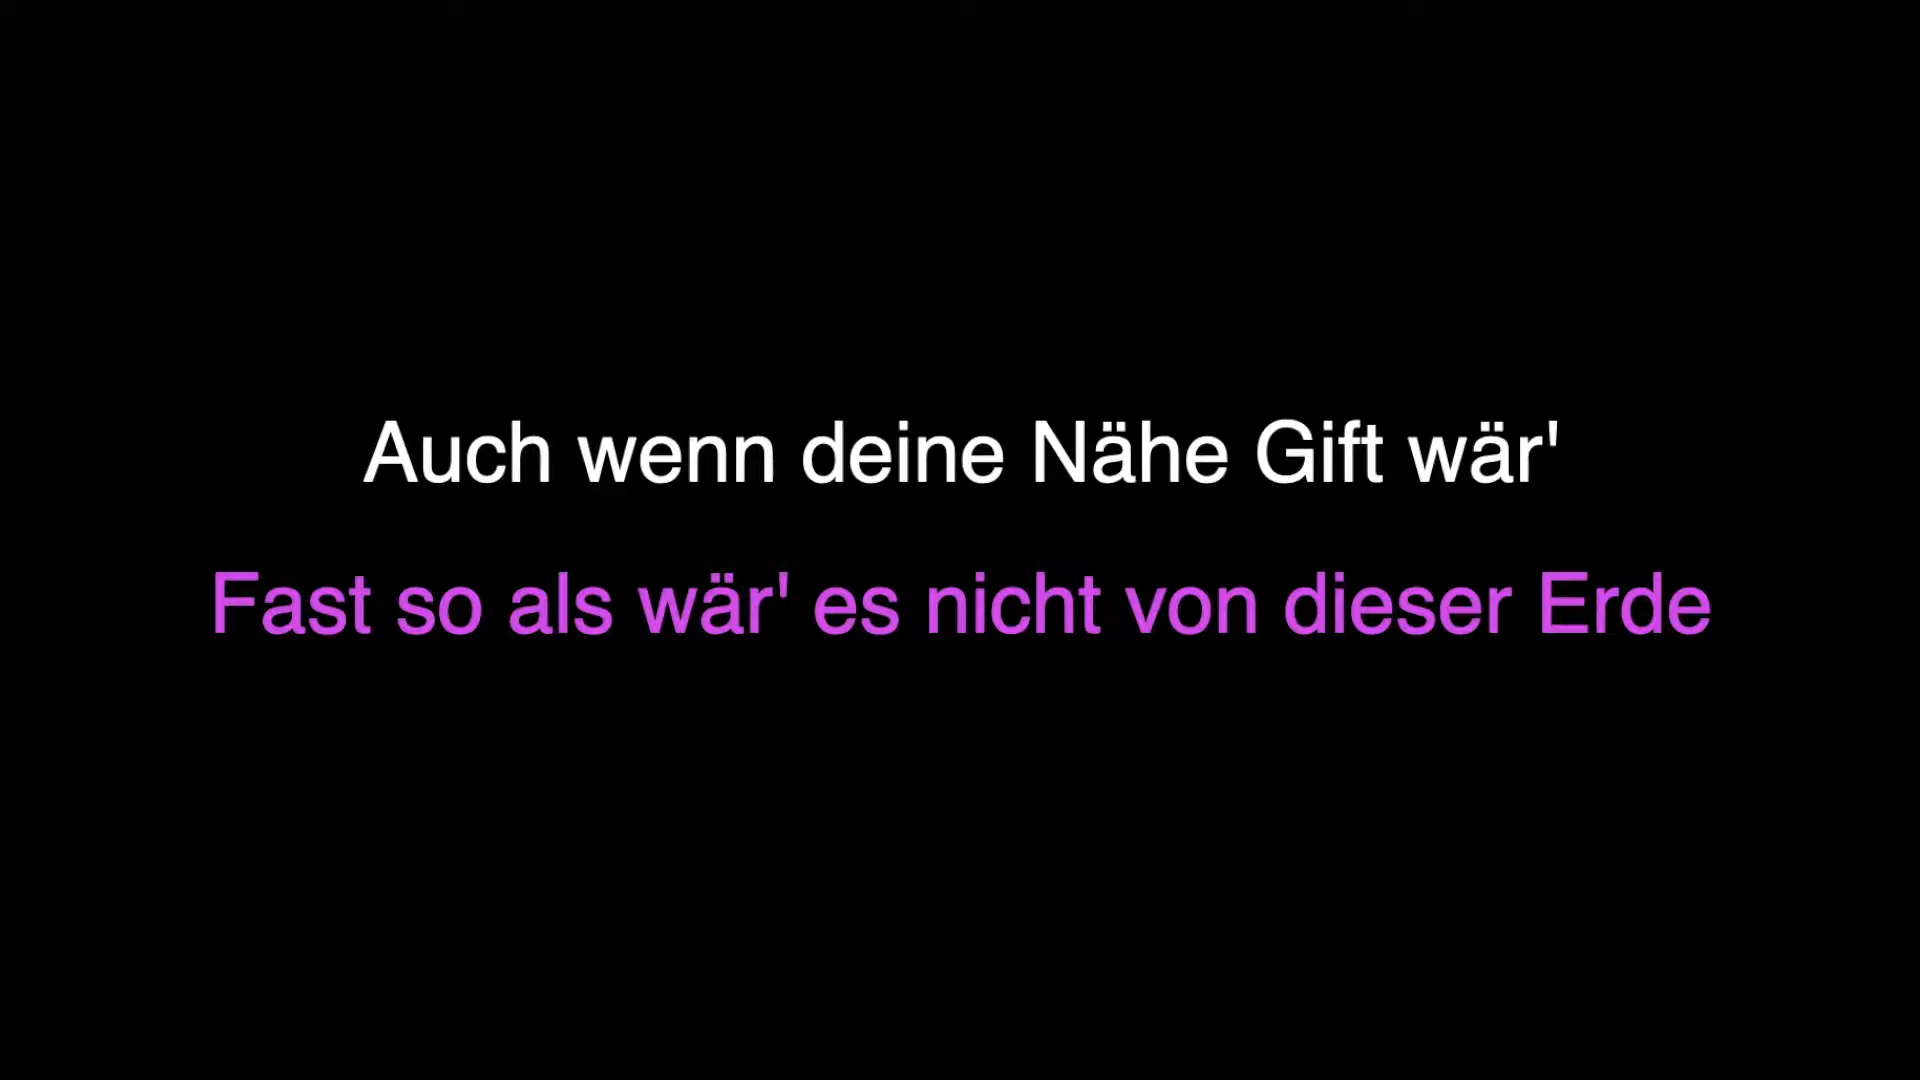 Auch wenn deine Nähe Gift wär'
Fast so als wär' es nicht von dieser Erde